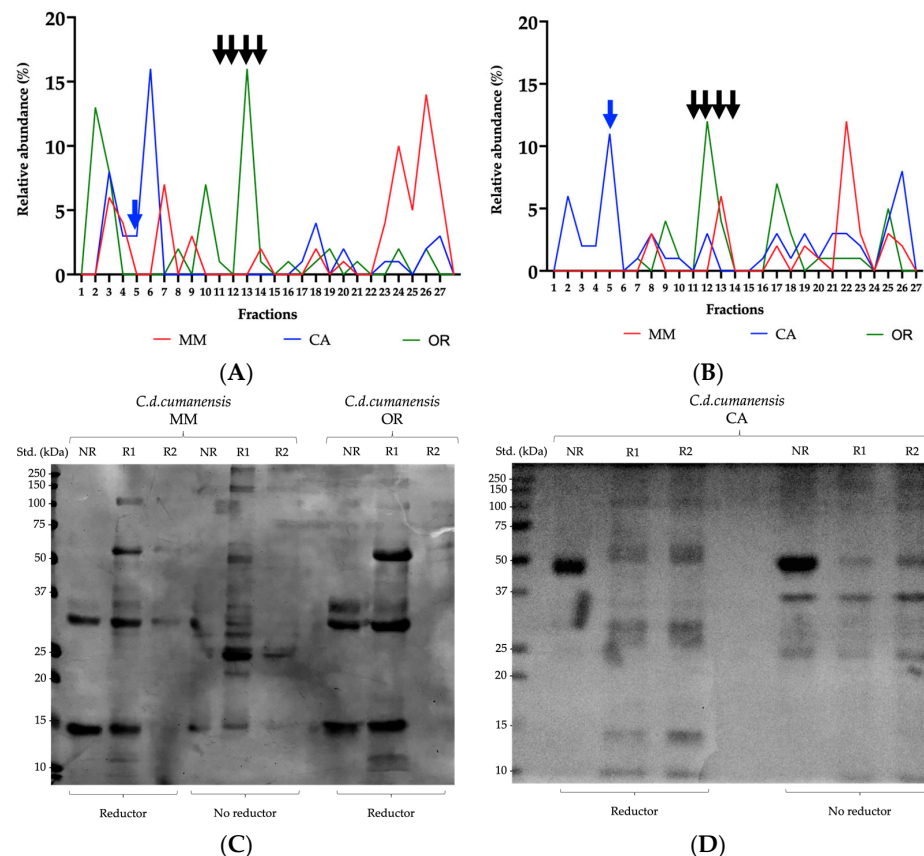 20
15
10
5
0
Relative abundance (%)
1 2 3 4 5 6 7 8 9 10 11 12 13 14 15 16 17 18 19 20 21 22 23 24 25 26 27
Fractions
MM CA OR
(A)
20
15
10
5
0
Relative abundance (%)
1 2 3 4 5 6 7 8 9 10 11 12 13 14 15 16 17 18 19 20 21 22 23 24 25 26 27
Fractions
MM CA OR
(B)
C.d.cumanensis C.d.cumanensis
MM OR
Std. (kDa) NR R1 R2 NR R1 R2 NR R1 R2
250
150
100
75
50
37
25
20
15
10
Reductor No reductor Reductor
(C)
C.d.cumanensis
CA
Std. (kDa) NR R1 R2 NR R1 R2
250
150
100
75
50
37
25
20
15
10
Reductor No reductor
(D)